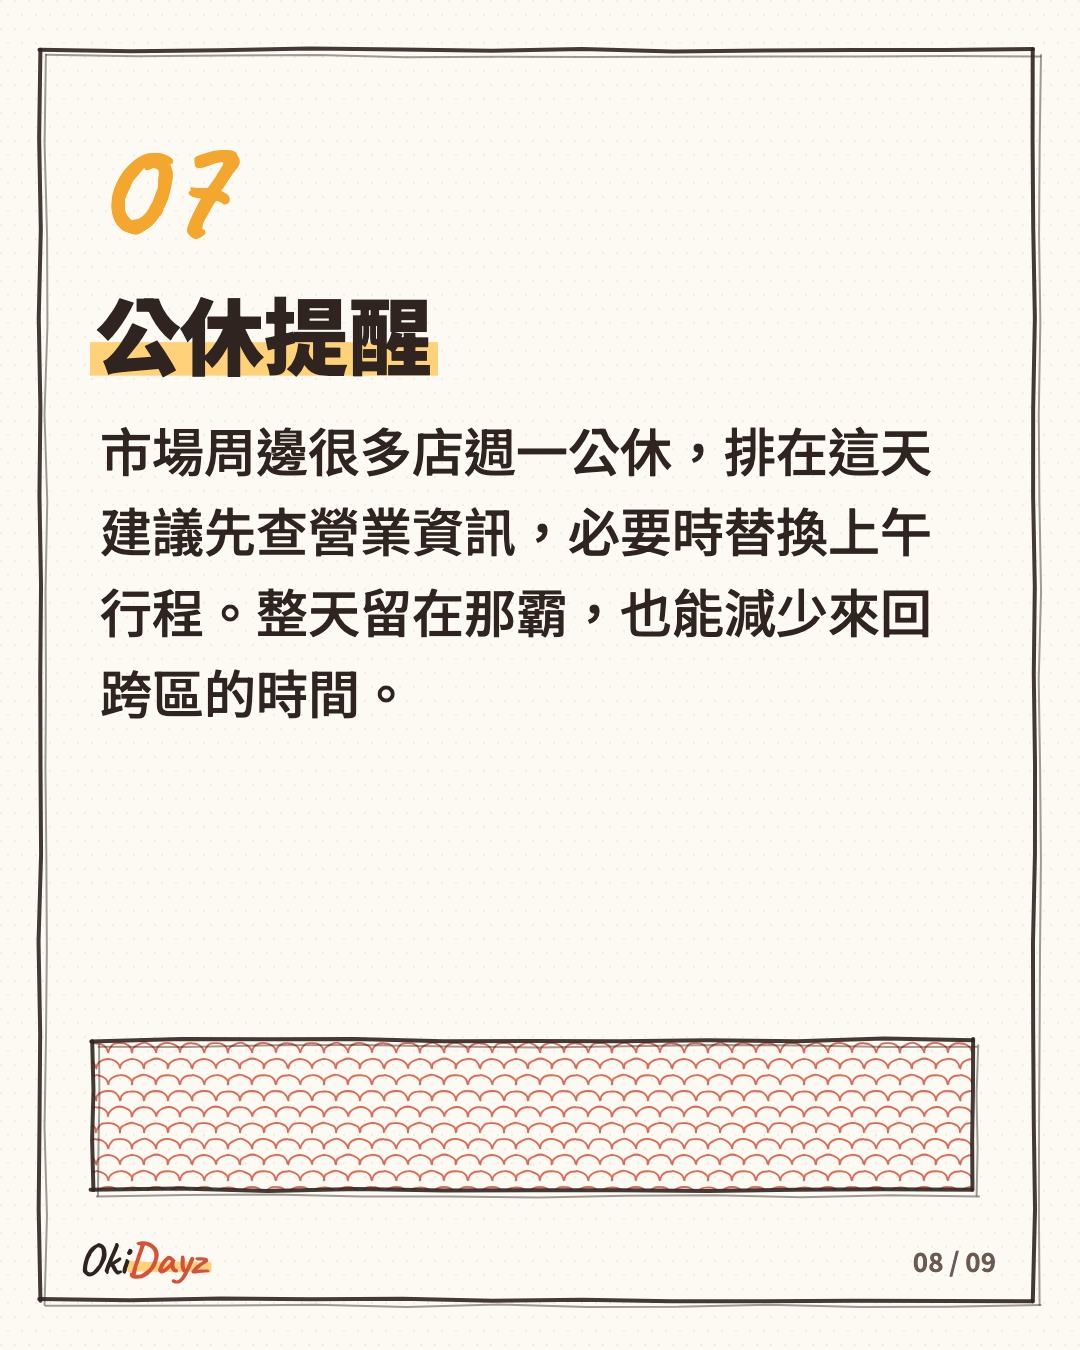 07
公休提醒
市場周邊很多店週一公休，排在這天
建議先查營業資訊，必要時替換上午
行程。整天留在那霸，也能減少來回
跨區的時間。
OkiDayz
08 / 09